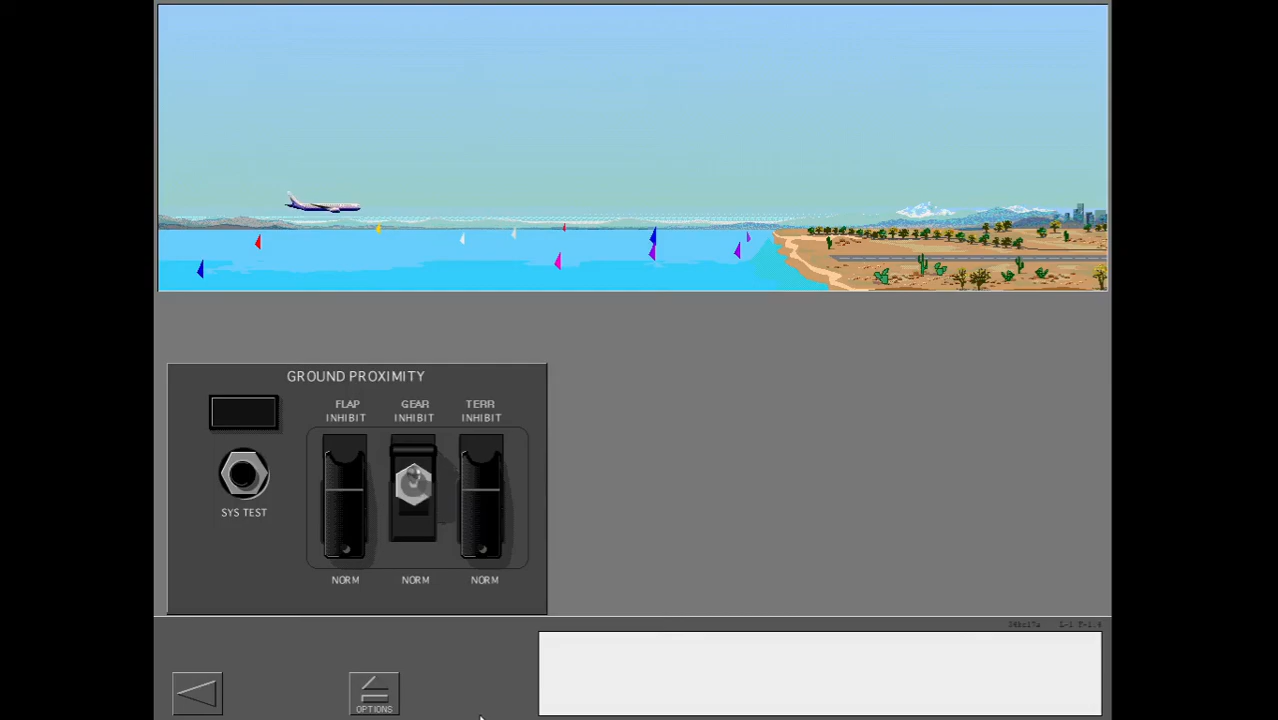 GROUND PROXIMITY
FLAP INHIBIT
GEAR INHIBIT
TERR INHIBIT
SYS TEST
NORM
NORM
NORM
OPTIONS